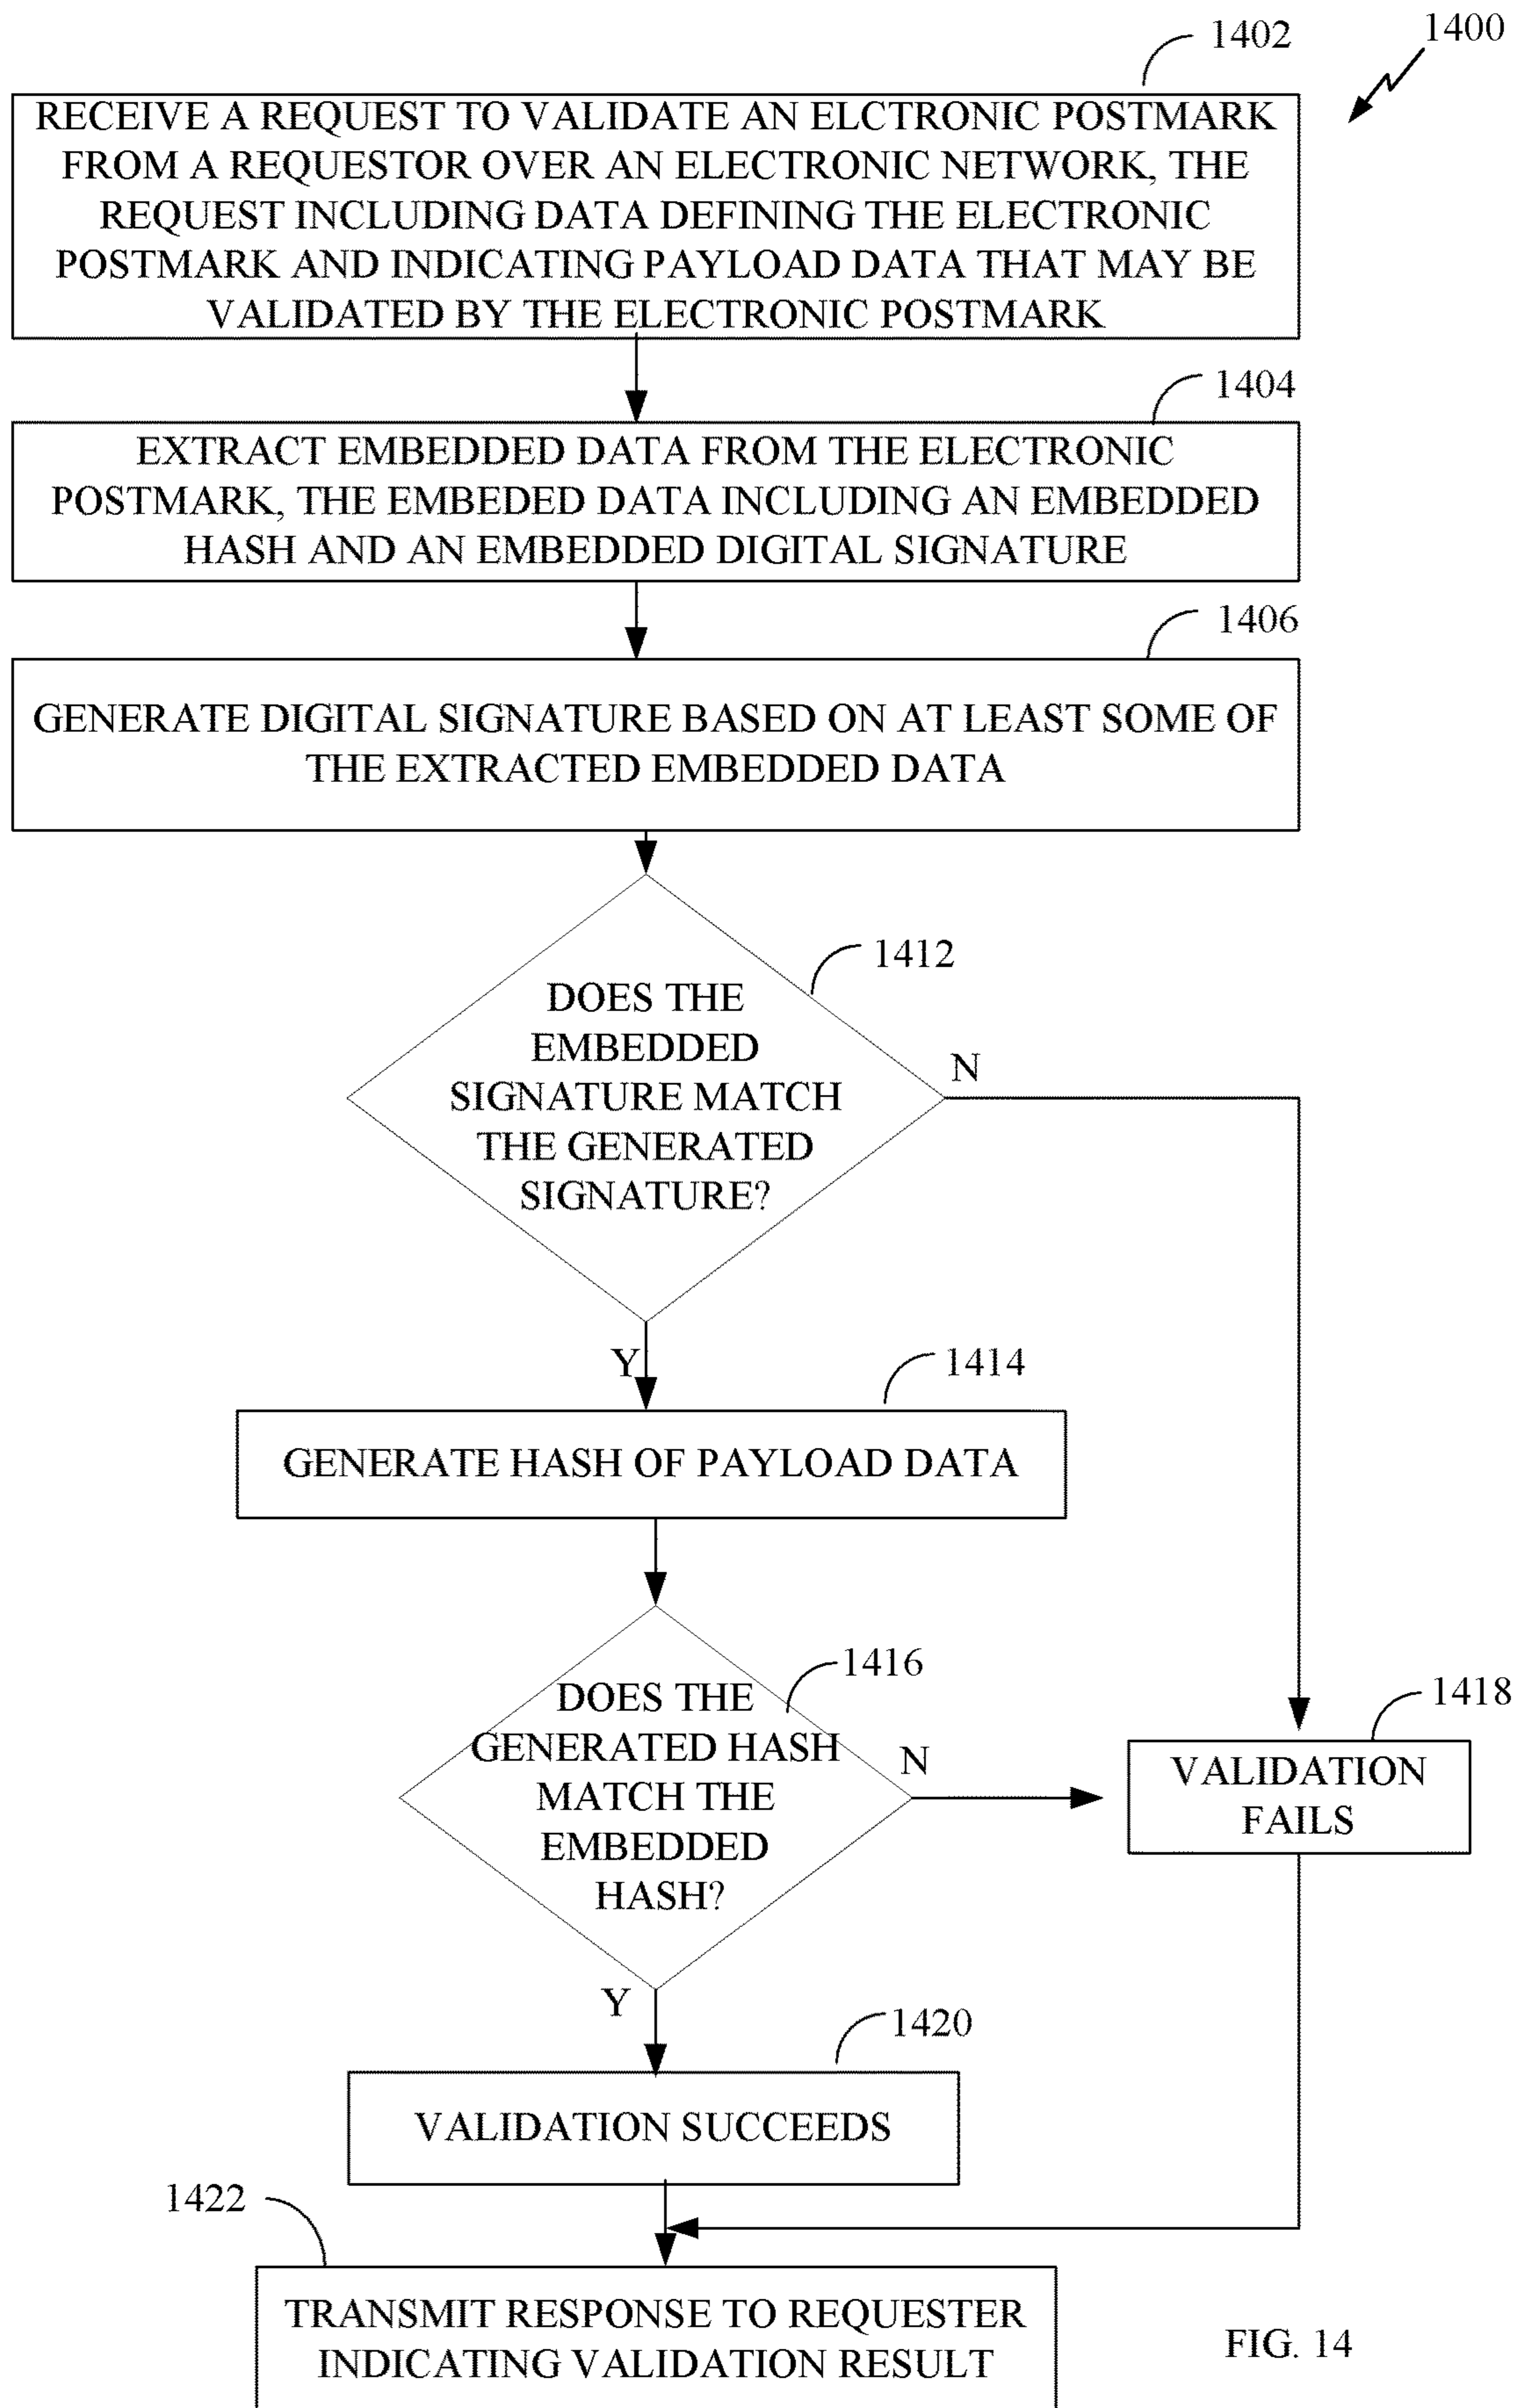 1402
1400
RECEIVE A REQUEST TO VALIDATE AN ELCTRONIC POSTMARK
FROM A REQUESTOR OVER AN ELECTRONIC NETWORK, THE
REQUEST INCLUDING DATA DEFINING THE ELECTRONIC
POSTMARK AND INDICATING PAYLOAD DATA THAT MAY BE
VALIDATED BY THE ELECTRONIC POSTMARK
1404
EXTRACT EMBEDDED DATA FROM THE ELECTRONIC
POSTMARK, THE EMBEDED DATA INCLUDING AN EMBEDDED
HASH AND AN EMBEDDED DIGITAL SIGNATURE
1406
GENERATE DIGITAL SIGNATURE BASED ON AT LEAST SOME OF
THE EXTRACTED EMBEDDED DATA
1412
DOES THE
EMBEDDED
SIGNATURE MATCH
THE GENERATED
SIGNATURE?
N
Y
1414
GENERATE HASH OF PAYLOAD DATA
1416
DOES THE
GENERATED HASH
MATCH THE
EMBEDDED
HASH?
N
1418
VALIDATION
FAILS
Y
1420
VALIDATION SUCCEEDS
1422
TRANSMIT RESPONSE TO REQUESTER
INDICATING VALIDATION RESULT
FIG. 14